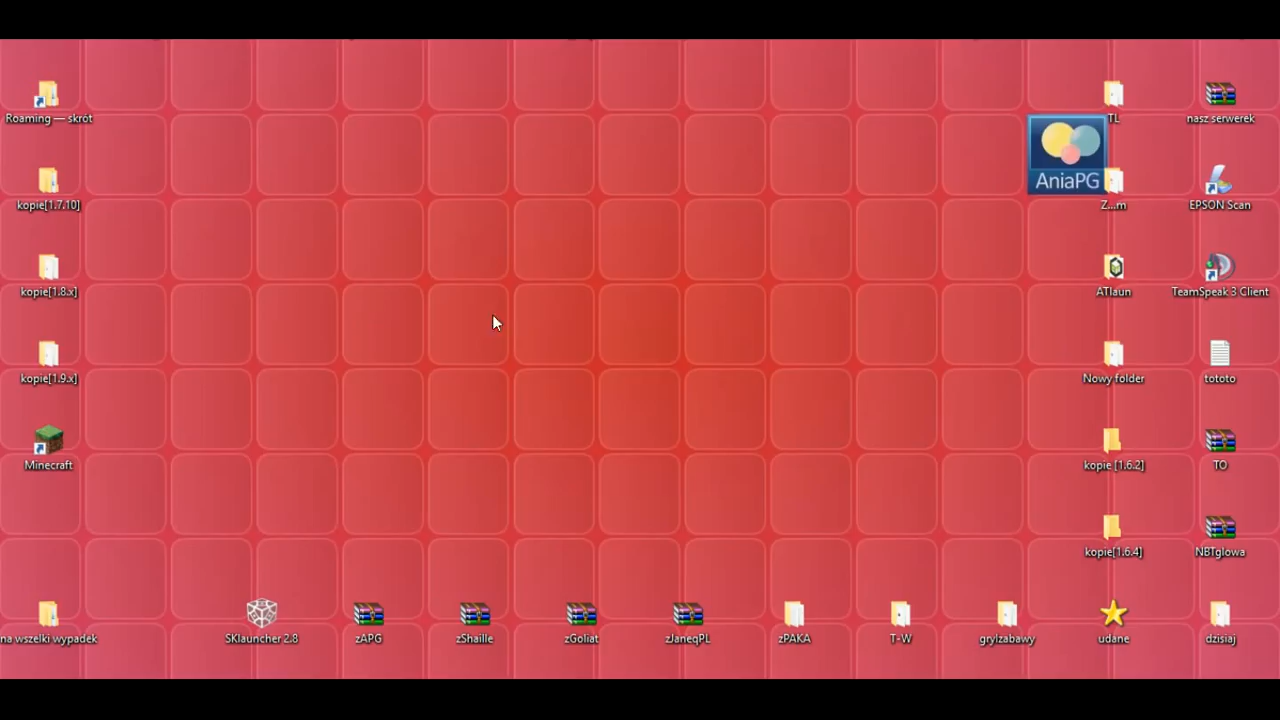 Roaming — skrót
TL
nasz serwerek
AniaPG
kopie[1.7.10]
Z...m
EPSON Scan
kopie[1.8.x]
ATlaun
TeamSpeak 3 Client
kopie[1.9.x]
Nowy folder
tototo
Minecraft
kopie [1.6.2]
TO
kopie[1.6.4]
NBTglowa
na wszelki wypadek
SKlauncher 2.8
zAPG
zShaille
zGoliat
zJaneqPL
zPAKA
T-W
gryIzabawy
udane
dzisiaj